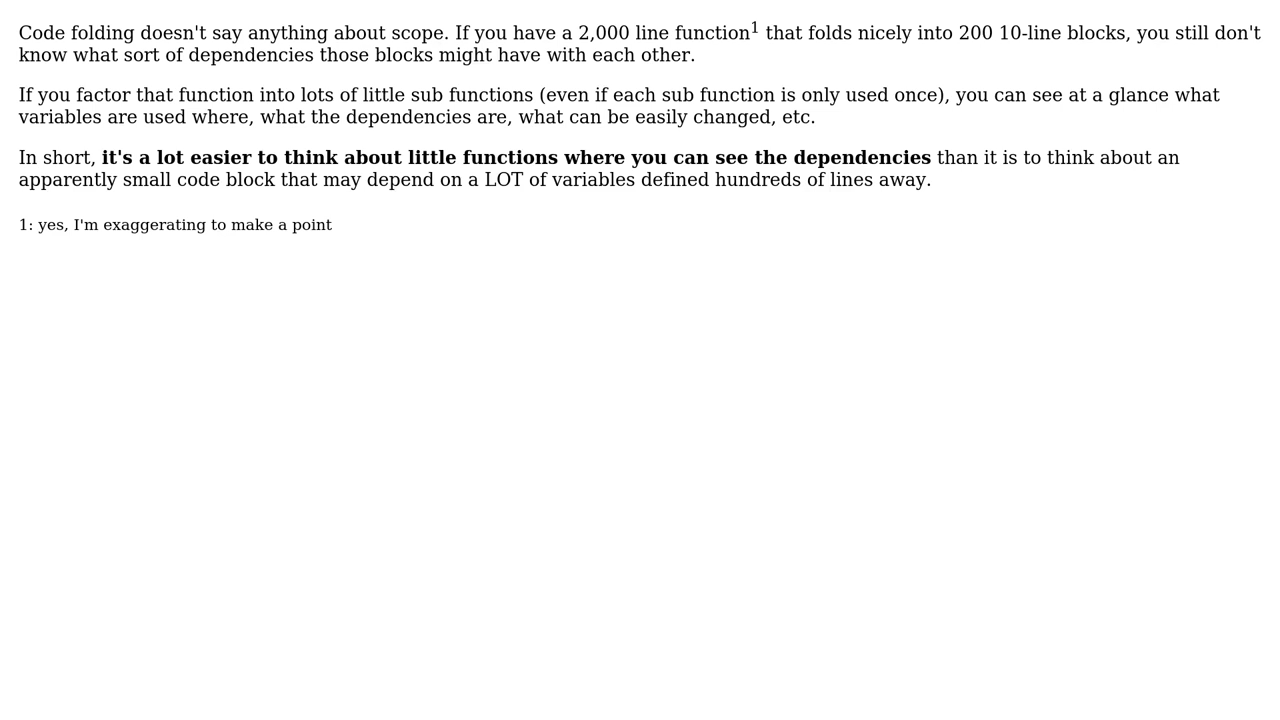 Code folding doesn't say anything about scope. If you have a 2,000 line function1 that folds nicely into 200 10-line blocks, you still don't
know what sort of dependencies those blocks might have with each other.
If you factor that function into lots of little sub functions (even if each sub function is only used once), you can see at a glance what
variables are used where, what the dependencies are, what can be easily changed, etc.
In short, it's a lot easier to think about little functions where you can see the dependencies than it is to think about an
apparently small code block that may depend on a LOT of variables defined hundreds of lines away.
1: yes, I'm exaggerating to make a point